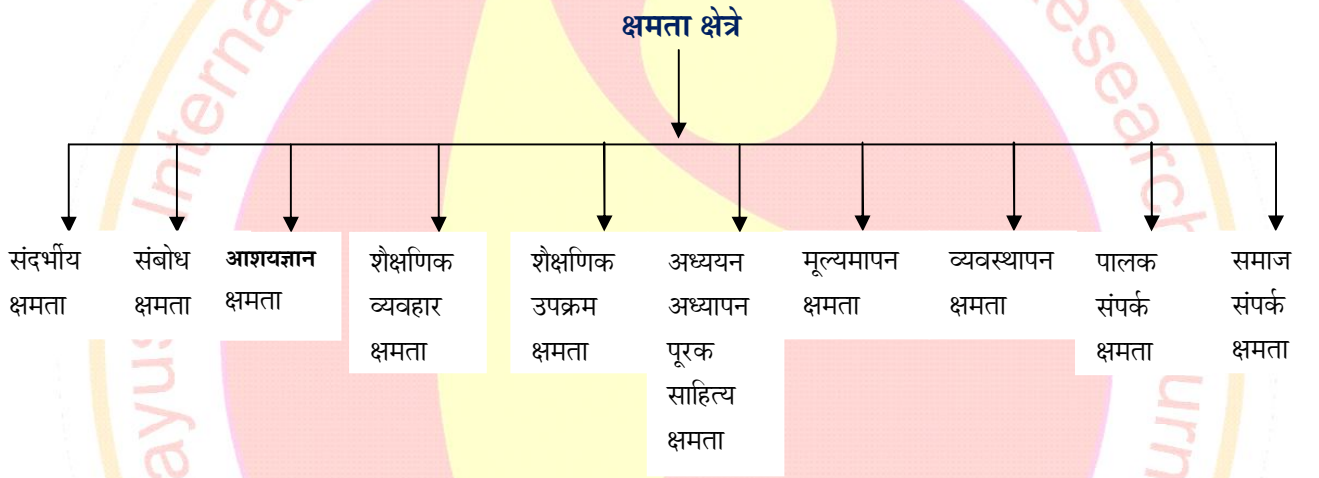 क्षमता क्षेत्रे
संदर्भीय
क्षमता
संबोध
क्षमता
आशयज्ञान
क्षमता
शैक्षणिक
व्यवहार
क्षमता
शैक्षणिक
उपक्रम
क्षमता
अध्ययन
अध्यापन
पूरक
साहित्य
क्षमता
मूल्यमापन
क्षमता
व्यवस्थापन
क्षमता
पालक
संपर्क
क्षमता
समाज
संपर्क
क्षमता